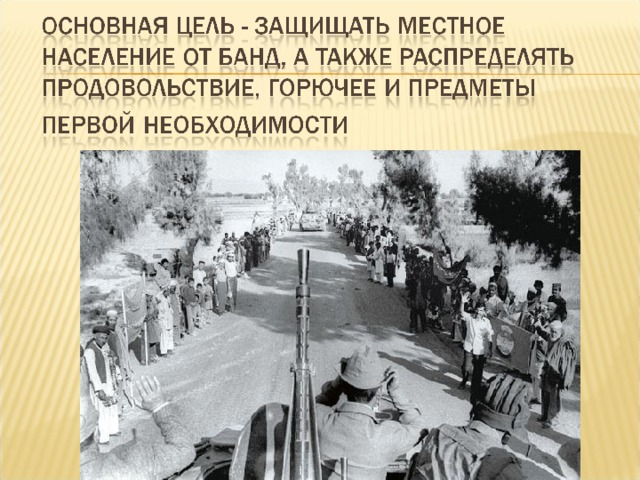 ОСНОВНАЯ ЦЕЛЬ - ЗАЩИЩАТЬ МЕСТНОЕ
НАСЕЛЕНИЕ ОТ БАНД, А ТАКЖЕ РАСПРЕДЕЛЯТЬ
ПРОДОВОЛЬСТВИЕ, ГОРЮЧЕЕ И ПРЕДМЕТЫ
ПЕРВОЙ НЕОБХОДИМОСТИ